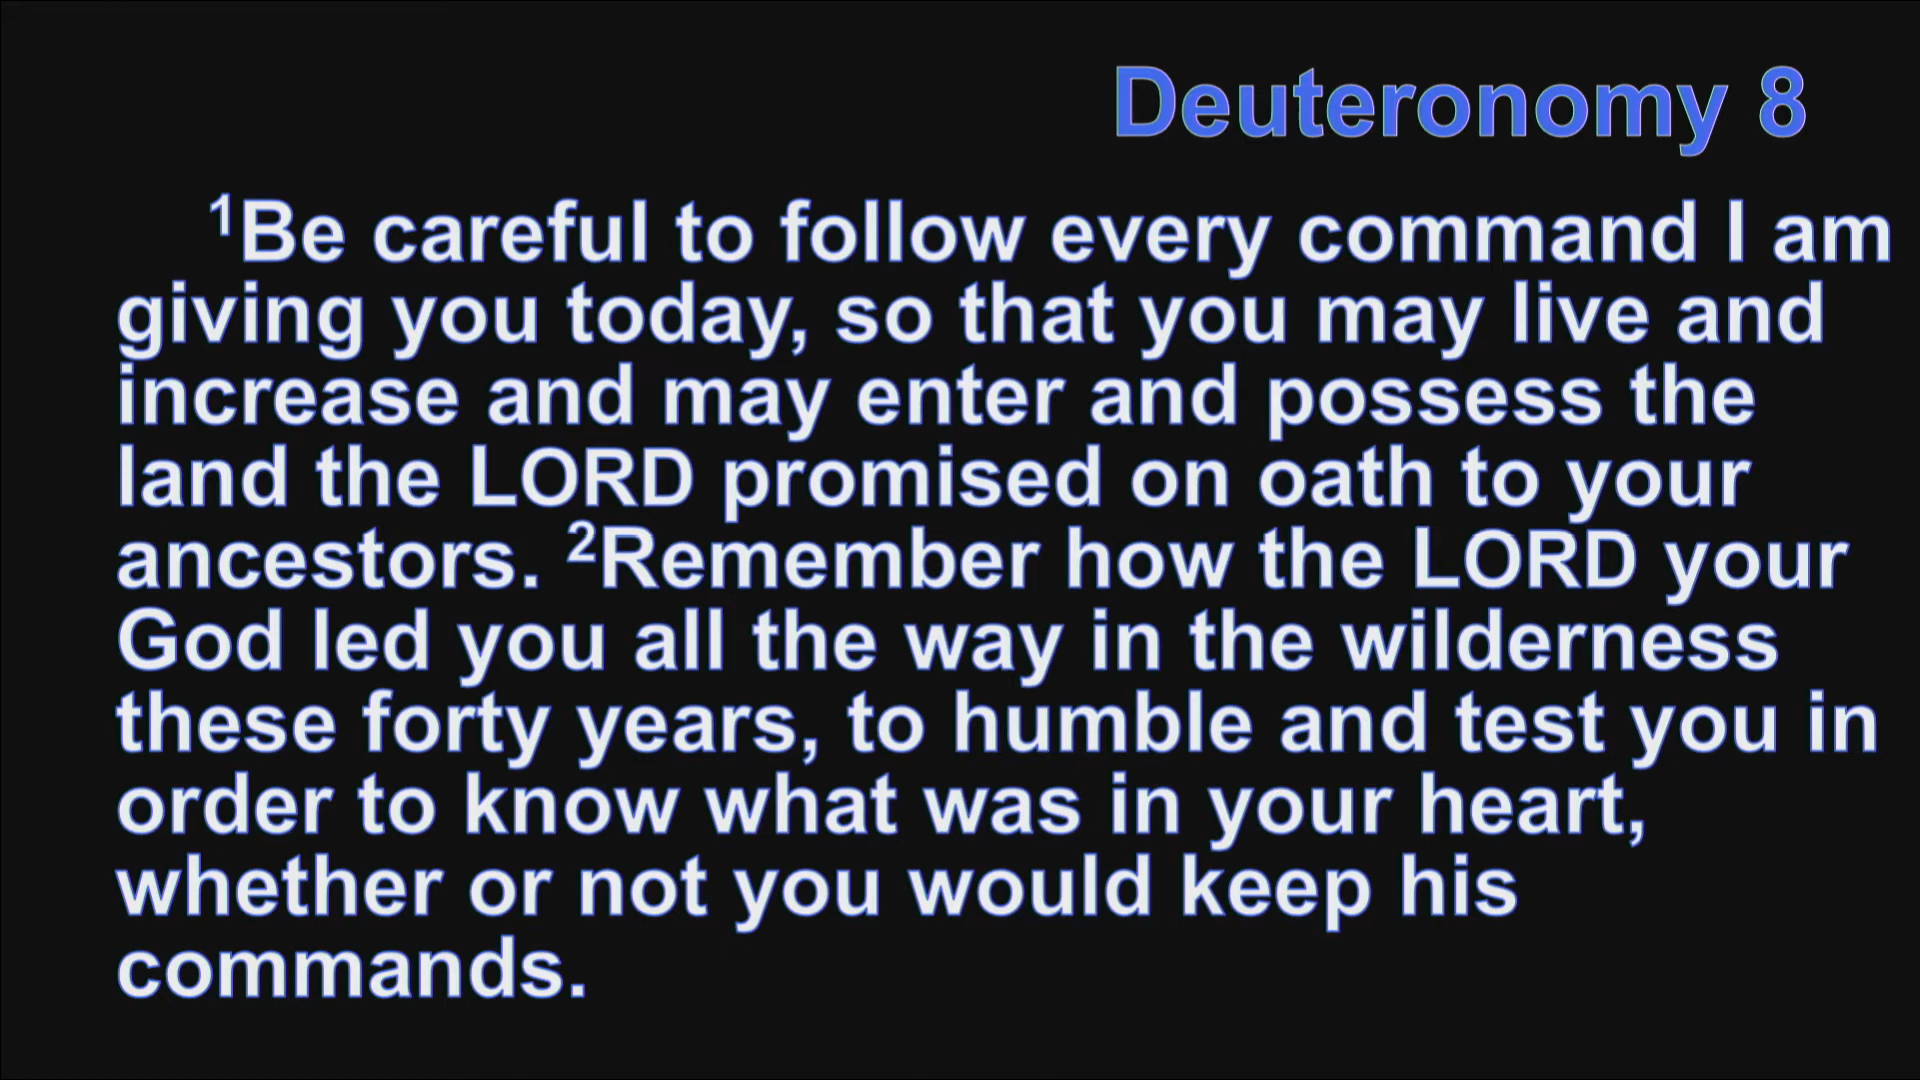 Deuteronomy 8
¹Be careful to follow every command I am
giving you today, so that you may live and
increase and may enter and possess the
land the LORD promised on oath to your
ancestors. ²Remember how the LORD your
God led you all the way in the wilderness
these forty years, to humble and test you in
order to know what was in your heart,
whether or not you would keep his
commands.